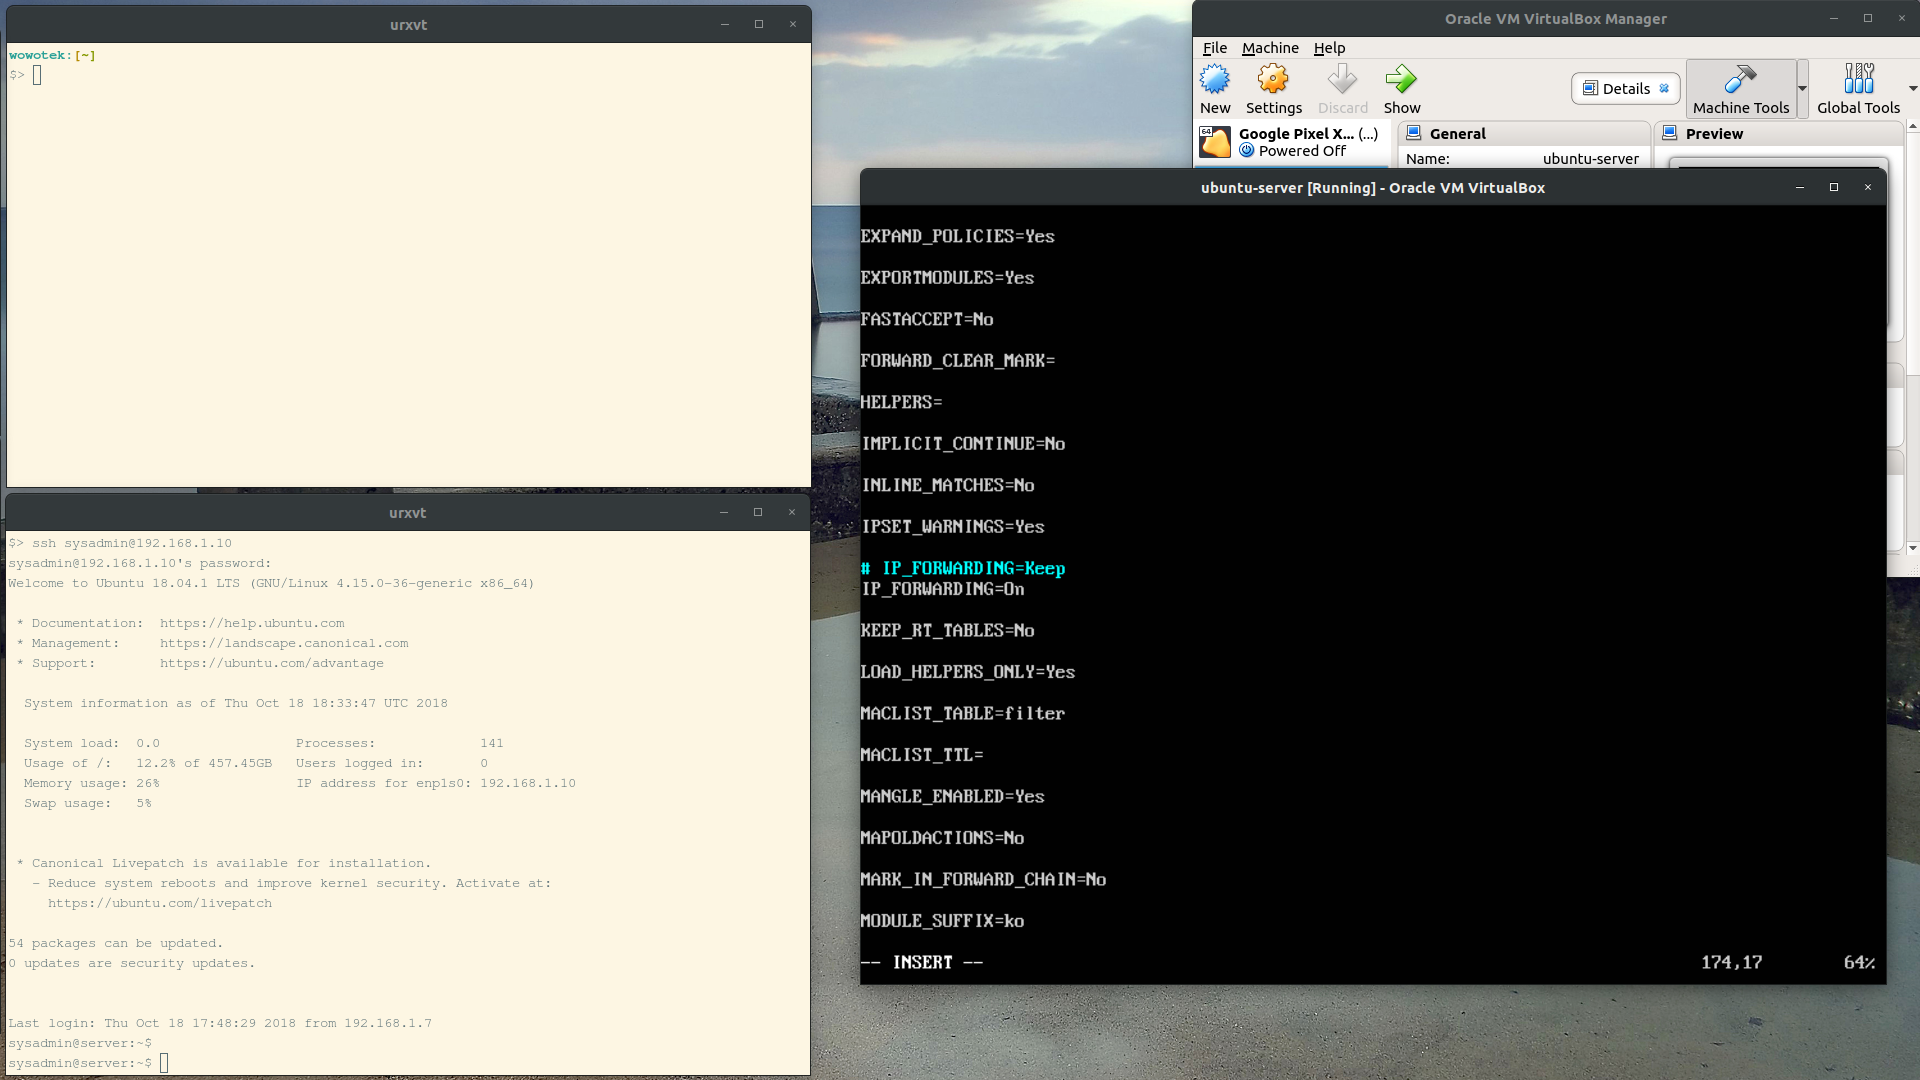 urxvt
wowotek:[~]
$>
urxvt
$> ssh sysadmin@192.168.1.10
sysadmin@192.168.1.10's password:
Welcome to Ubuntu 18.04.1 LTS (GNU/Linux 4.15.0-36-generic x86_64)
* Documentation:  https://help.ubuntu.com
* Management:     https://landscape.canonical.com
* Support:        https://ubuntu.com/advantage
System information as of Thu Oct 18 18:33:47 UTC 2018
System load:  0.0                 Processes:             141
Usage of /:   12.2% of 457.45GB   Users logged in:       0
Memory usage: 26%                 IP address for enp1s0: 192.168.1.10
Swap usage:   5%
* Canonical Livepatch is available for installation.
- Reduce system reboots and improve kernel security. Activate at:
https://ubuntu.com/livepatch
54 packages can be updated.
0 updates are security updates.
Last login: Thu Oct 18 17:48:29 2018 from 192.168.1.7
sysadmin@server:~$
sysadmin@server:~$
Oracle VM VirtualBox Manager
File Machine Help
New Settings Discard Show Details Machine Tools Global Tools
64 Google Pixel X... (...)
Powered Off
General
Name: ubuntu-server
Preview
ubuntu-server [Running] - Oracle VM VirtualBox
EXPAND_POLICIES=Yes
EXPORTMODULES=Yes
FASTACCEPT=No
FORWARD_CLEAR_MARK=
HELPERS=
IMPLICIT_CONTINUE=No
INLINE_MATCHES=No
IPSET_WARNINGS=Yes
# IP_FORWARDING=Keep
IP_FORWARDING=On
KEEP_RT_TABLES=No
LOAD_HELPERS_ONLY=Yes
MACLIST_TABLE=filter
MACLIST_TTL=
MANGLE_ENABLED=Yes
MAPOLDACTIONS=No
MARK_IN_FORWARD_CHAIN=No
MODULE_SUFFIX=ko
-- INSERT -- 174,17 64%